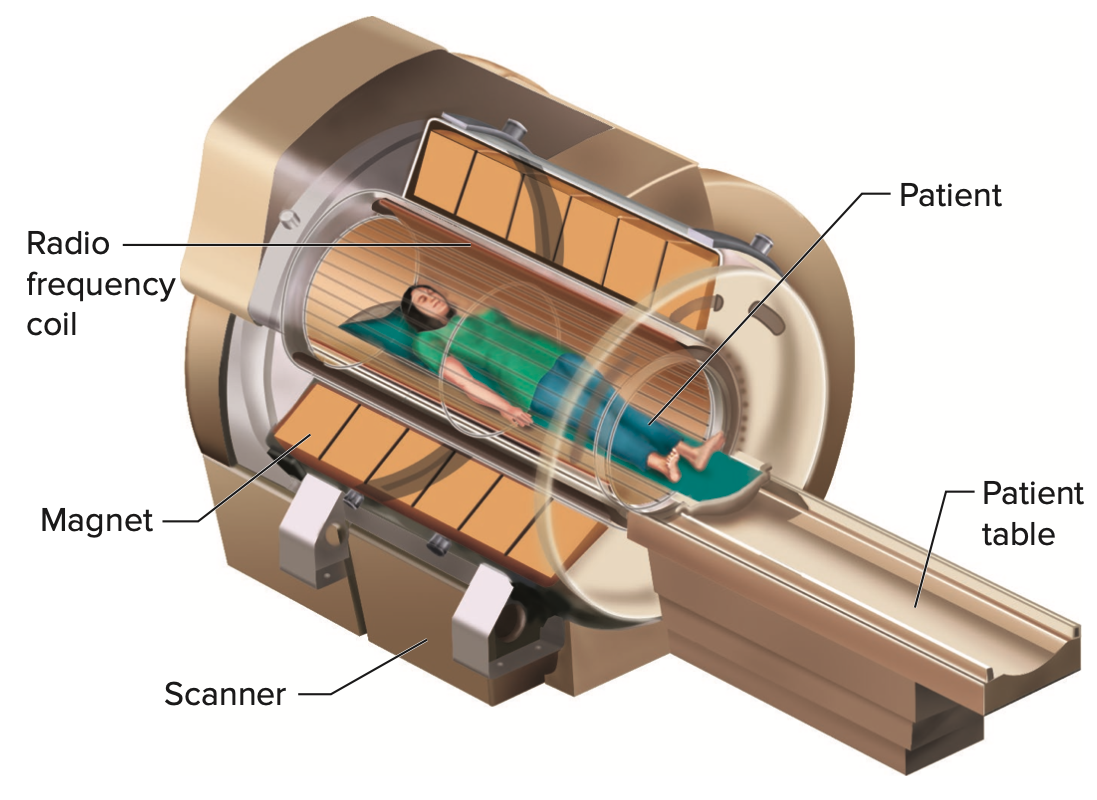 Patient
Radio
frequency
coil
Patient
table
Magnet
Scanner